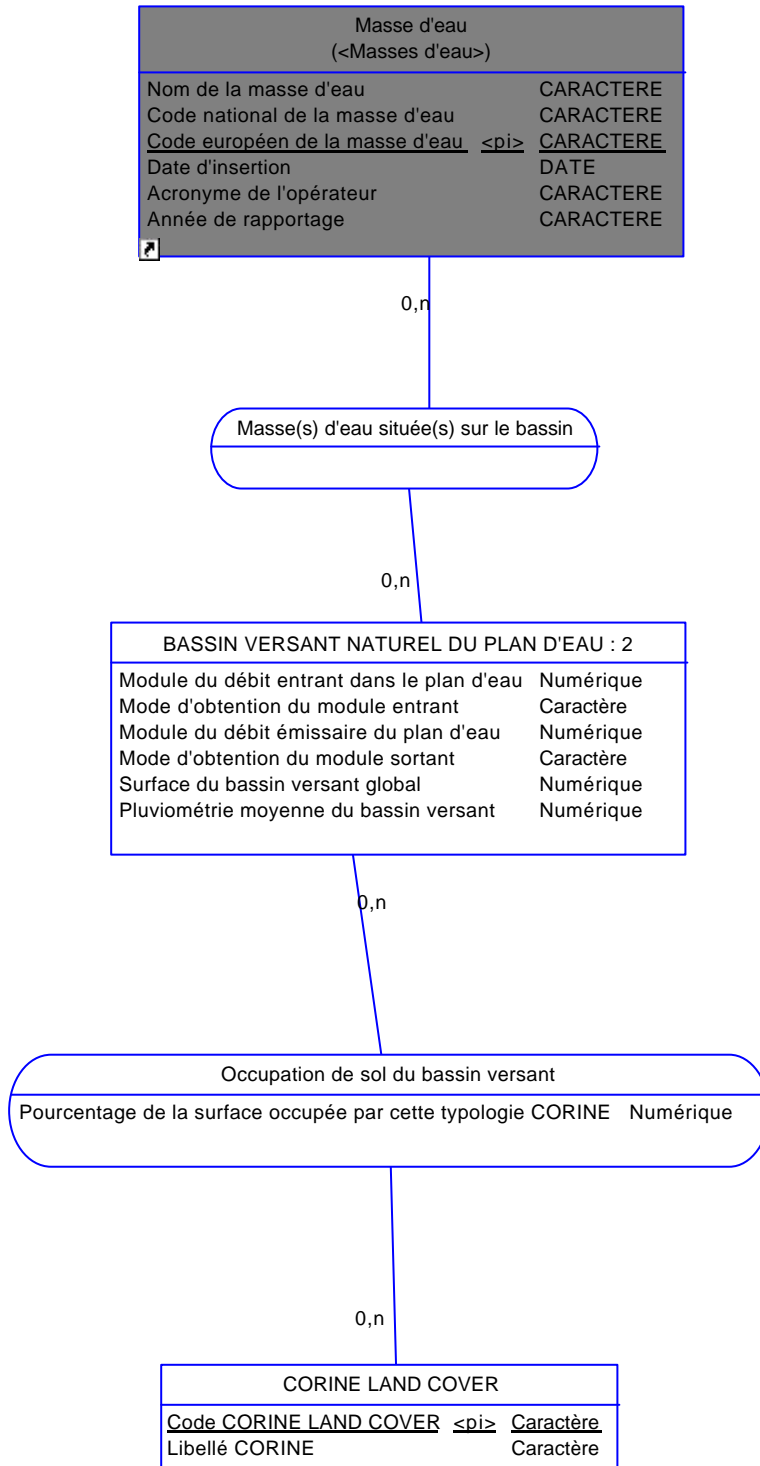 Masse d'eau
(<Masses d'eau>)
Nom de la masse d'eau CARACTERE
Code national de la masse d'eau CARACTERE
Code européen de la masse d'eau <pi> CARACTERE
Date d'insertion DATE
Acronyme de l'opérateur CARACTERE
Année de rapportage CARACTERE
0,n
Masse(s) d'eau située(s) sur le bassin
0,n
BASSIN VERSANT NATUREL DU PLAN D'EAU : 2
Module du débit entrant dans le plan d'eau Numérique
Mode d'obtention du module entrant Caractère
Module du débit émissaire du plan d'eau Numérique
Mode d'obtention du module sortant Caractère
Surface du bassin versant global Numérique
Pluviométrie moyenne du bassin versant Numérique
0,n
Occupation de sol du bassin versant
Pourcentage de la surface occupée par cette typologie CORINE Numérique
0,n
CORINE LAND COVER
Code CORINE LAND COVER <pi> Caractère
Libellé CORINE Caractère